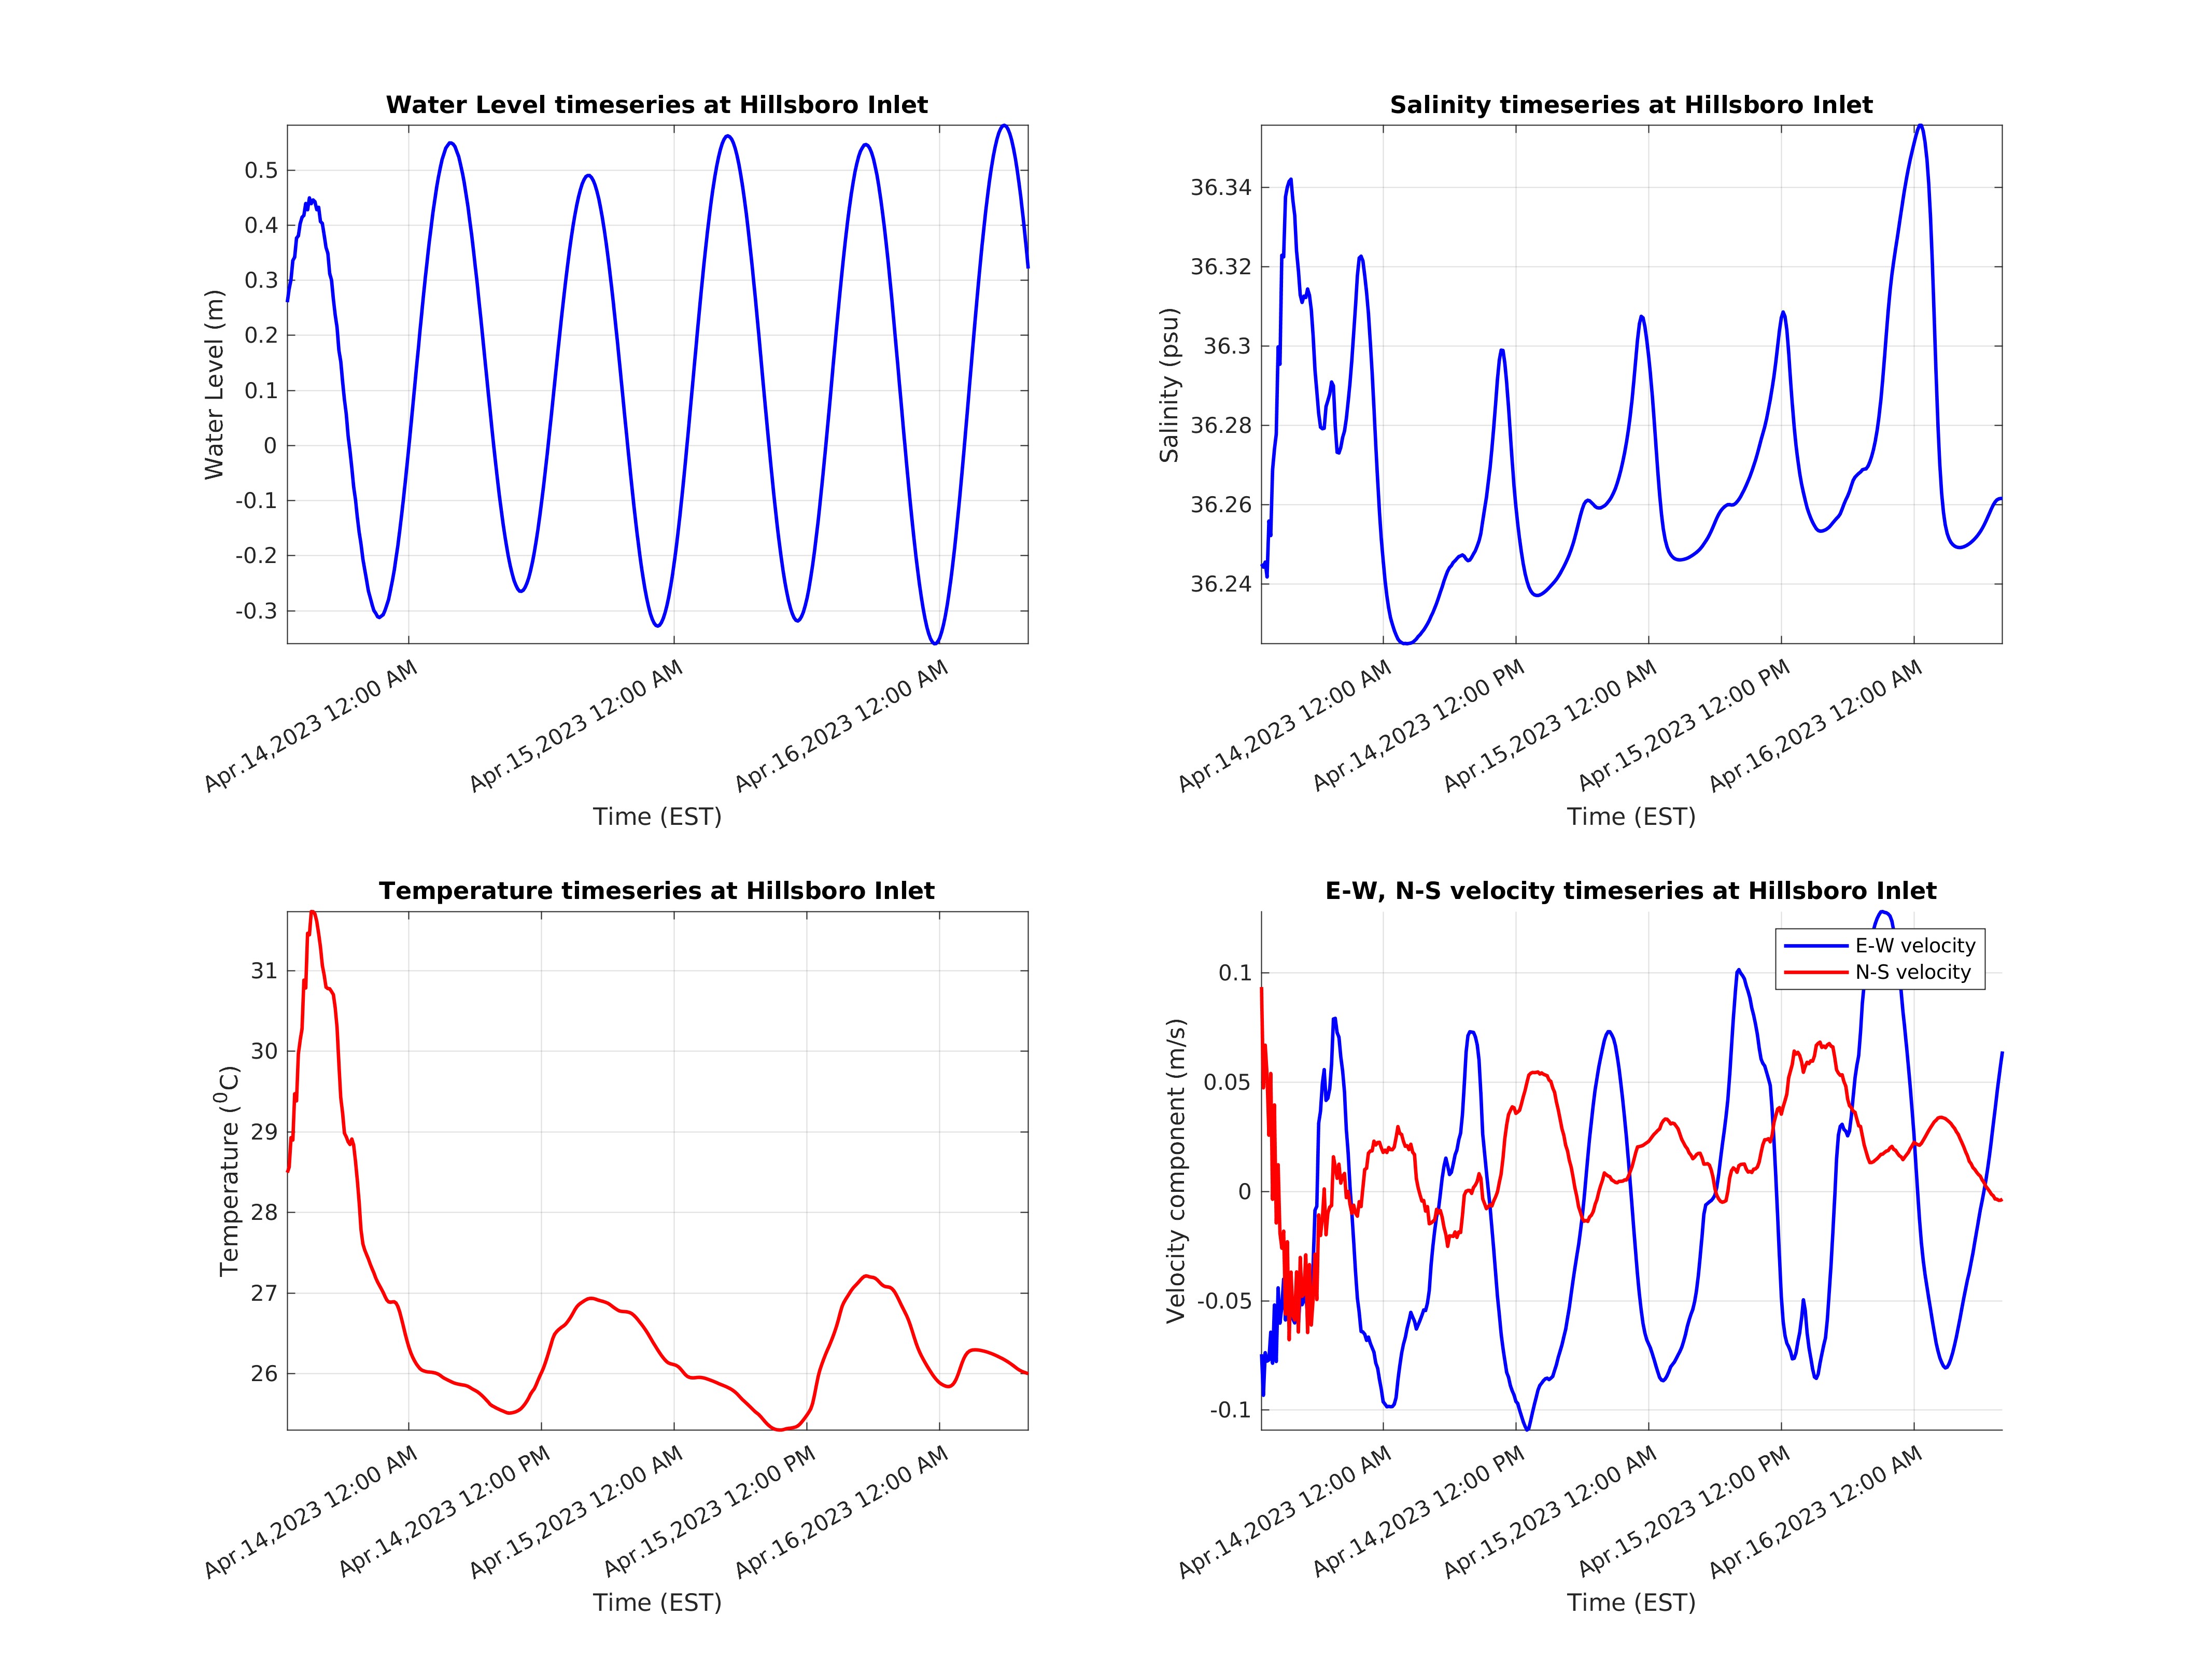 Water Level timeseries at Hillsboro Inlet
Water Level (m)
0.5
0.4
0.3
0.2
0.1
0
-0.1
-0.2
-0.3
Apr.14,2023 12:00 AM
Apr.15,2023 12:00 AM
Apr.16,2023 12:00 AM
Time (EST)
Salinity timeseries at Hillsboro Inlet
Salinity (psu)
36.34
36.32
36.3
36.28
36.26
36.24
Apr.14,2023 12:00 AM
Apr.14,2023 12:00 PM
Apr.15,2023 12:00 AM
Apr.15,2023 12:00 PM
Apr.16,2023 12:00 AM
Time (EST)
Temperature timeseries at Hillsboro Inlet
Temperature (⁰C)
31
30
29
28
27
26
Apr.14,2023 12:00 AM
Apr.14,2023 12:00 PM
Apr.15,2023 12:00 AM
Apr.15,2023 12:00 PM
Apr.16,2023 12:00 AM
Time (EST)
E-W, N-S velocity timeseries at Hillsboro Inlet
E-W velocity
N-S velocity
Velocity component (m/s)
0.1
0.05
0
-0.05
-0.1
Apr.14,2023 12:00 AM
Apr.14,2023 12:00 PM
Apr.15,2023 12:00 AM
Apr.15,2023 12:00 PM
Apr.16,2023 12:00 AM
Time (EST)